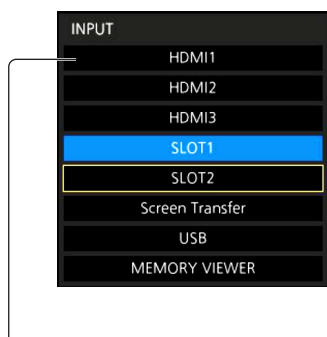 INPUT
HDMI1
HDMI2
HDMI3
SLOT1
SLOT2
Screen Transfer
USB
MEMORY VIEWER